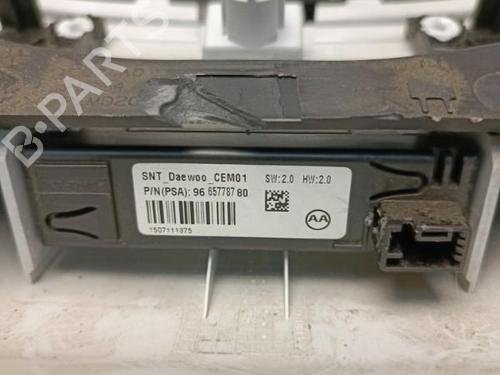 B-PARTS
SNT_Daewoo_CEM01
SW:2.0 HW:2.0
P/N(PSA): 96 657787 80
1507111375
AA